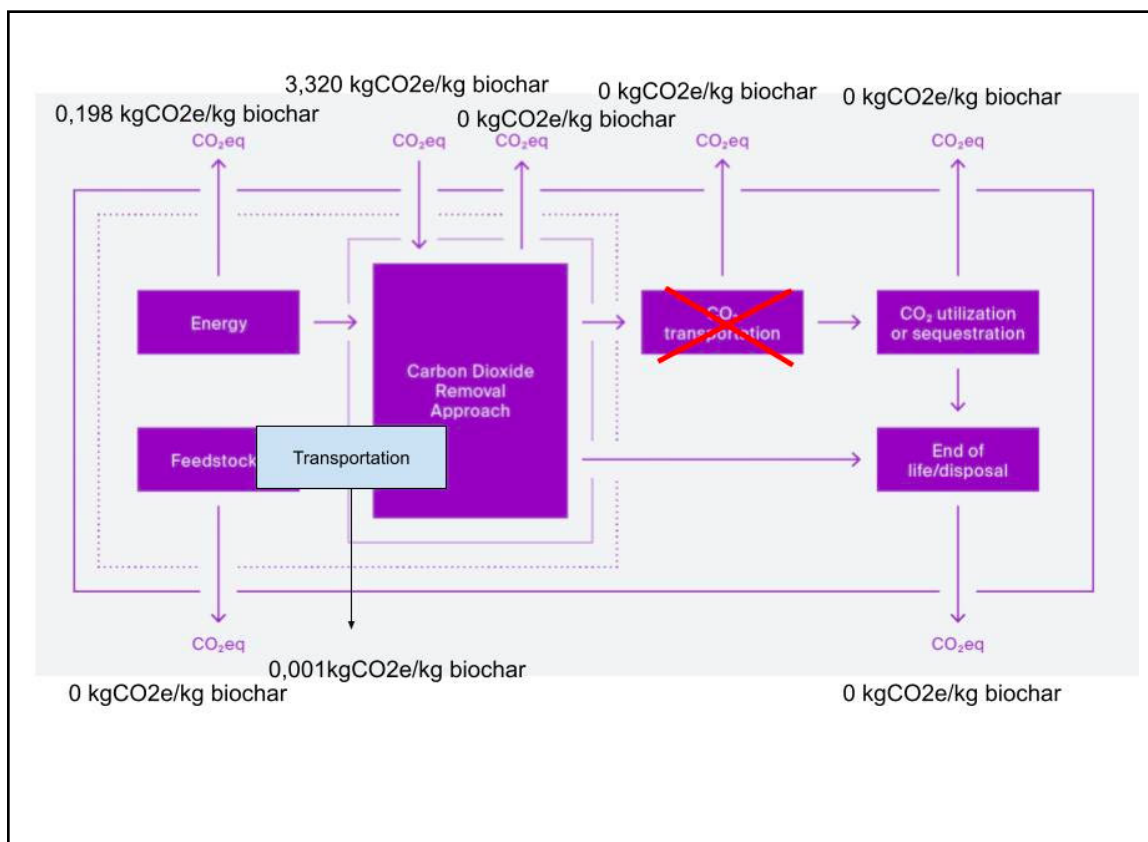 3,320 kgCO2e/kg biochar
0 kgCO2e/kg biochar
0 kgCO2e/kg biochar
0,198 kgCO2e/kg biochar
0 kgCO2e/kg biochar
CO₂eq
CO₂eq
CO₂eq
CO₂eq
CO₂eq
Energy
CO₂
transportation
CO₂ utilization
or sequestration
Carbon Dioxide
Removal
Approach
Feedstock
Transportation
End of
life/disposal
CO₂eq
CO₂eq
0,001kgCO2e/kg biochar
0 kgCO2e/kg biochar
0 kgCO2e/kg biochar